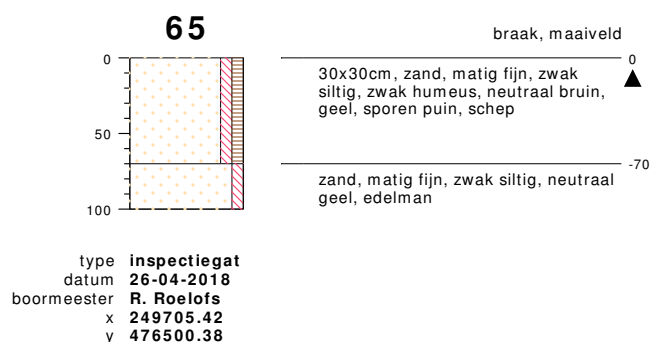 65
braak, maaiveld
0
0
30x30cm, zand, matig fijn, zwak
siltig, zwak humeus, neutraal bruin,
geel, sporen puin, schep
50
-70
zand, matig fijn, zwak siltig, neutraal
geel, edelman
100
type inspectiegat
datum 26-04-2018
boormeester R. Roelofs
x 249705.42
y 476500.38